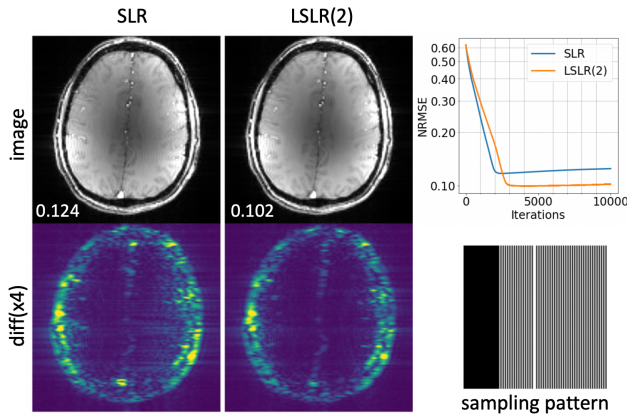 SLR
LSLR(2)
image
0.124
0.102
diff(x4)
NRMSE
0.60
0.50
0.40
0.30
0.20
0.10
SLR
LSLR(2)
0
5000
10000
Iterations
sampling pattern